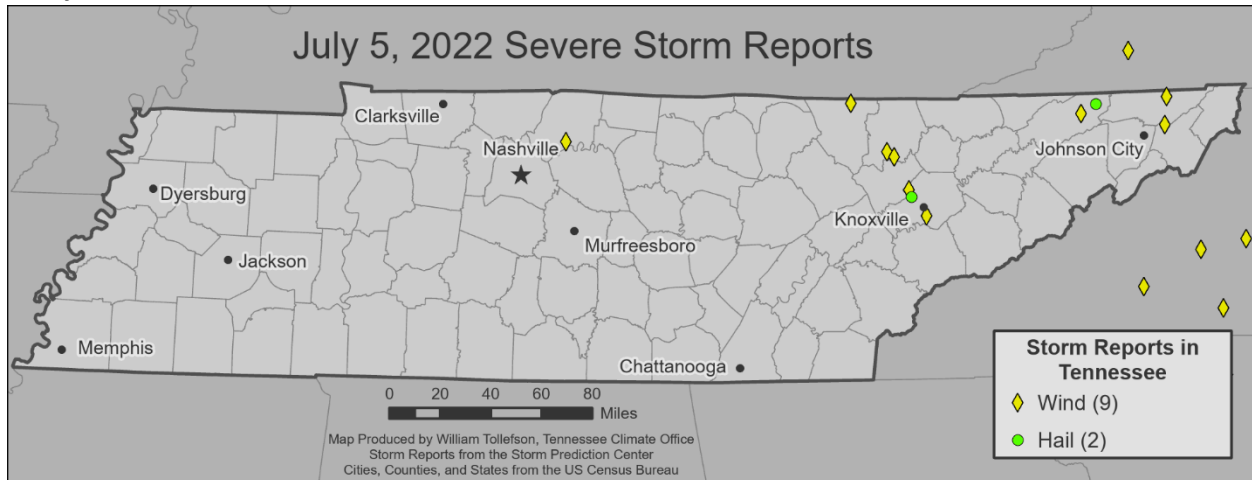 July 5, 2022 Severe Storm Reports
Clarksville
Nashville
Johnson City
Dyersburg
Knoxville
Murfreesboro
Jackson
Memphis
Chattanooga
Storm Reports in
Tennessee
Wind (9)
Hail (2)
0 20 40 60 80
Miles
Map Produced by William Tollefson, Tennessee Climate Office
Storm Reports from the Storm Prediction Center
Cities, Counties, and States from the US Census Bureau